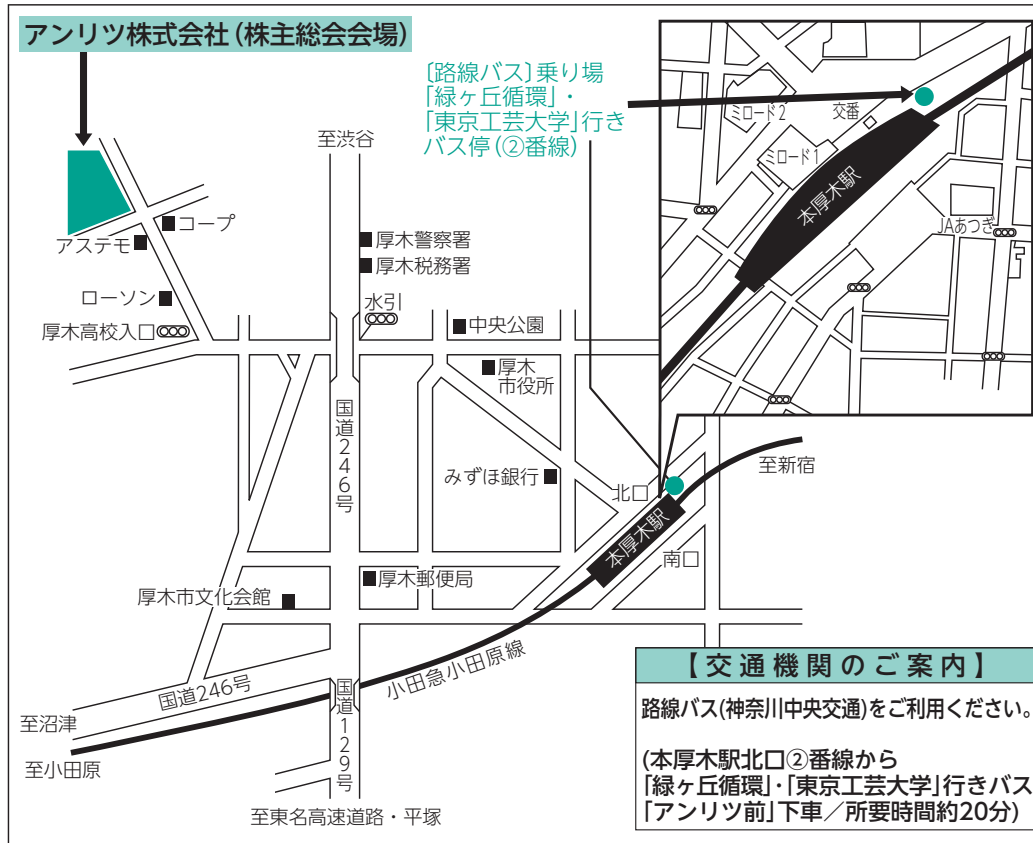 アンリツ株式会社(株主総会会場)
〔路線バス〕乗り場
「緑ヶ丘循環」・
「東京工芸大学」行き
バス停(②番線)
ミロード2
交番
ミロード1
本厚木駅
JAあつぎ
至渋谷
コープ
アステモ
厚木警察署
厚木税務署
ローソン
水引
厚木高校入口
中央公園
厚木
市役所
国道246号
みずほ銀行
北口
至新宿
本厚木駅
南口
厚木郵便局
厚木市文化会館
小田急小田原線
国道246号
国道129号
至沼津
至小田原
至東名高速道路・平塚
【交通機関のご案内】
路線バス(神奈川中央交通)をご利用ください。
(本厚木駅北口②番線から
「緑ヶ丘循環」・「東京工芸大学」行きバス
「アンリツ前」下車／所要時間約20分)